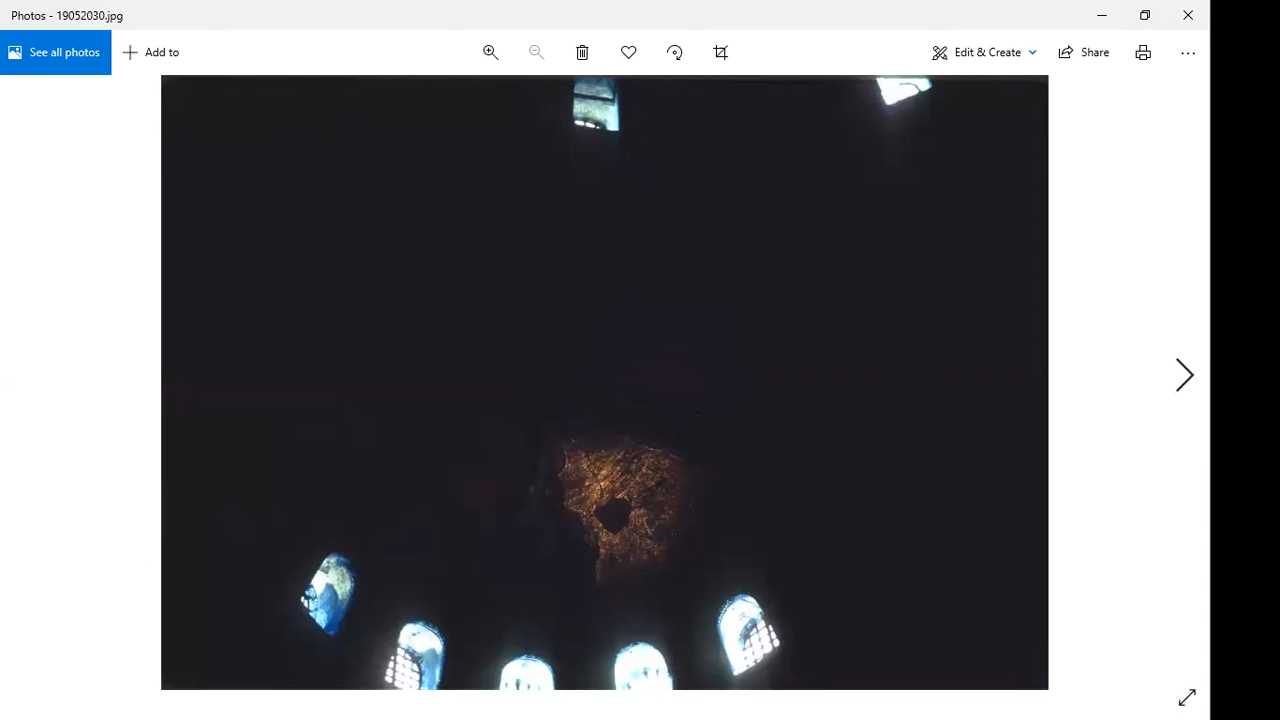 Photos - 19052030.jpg
See all photos
Add to
Edit & Create
Share